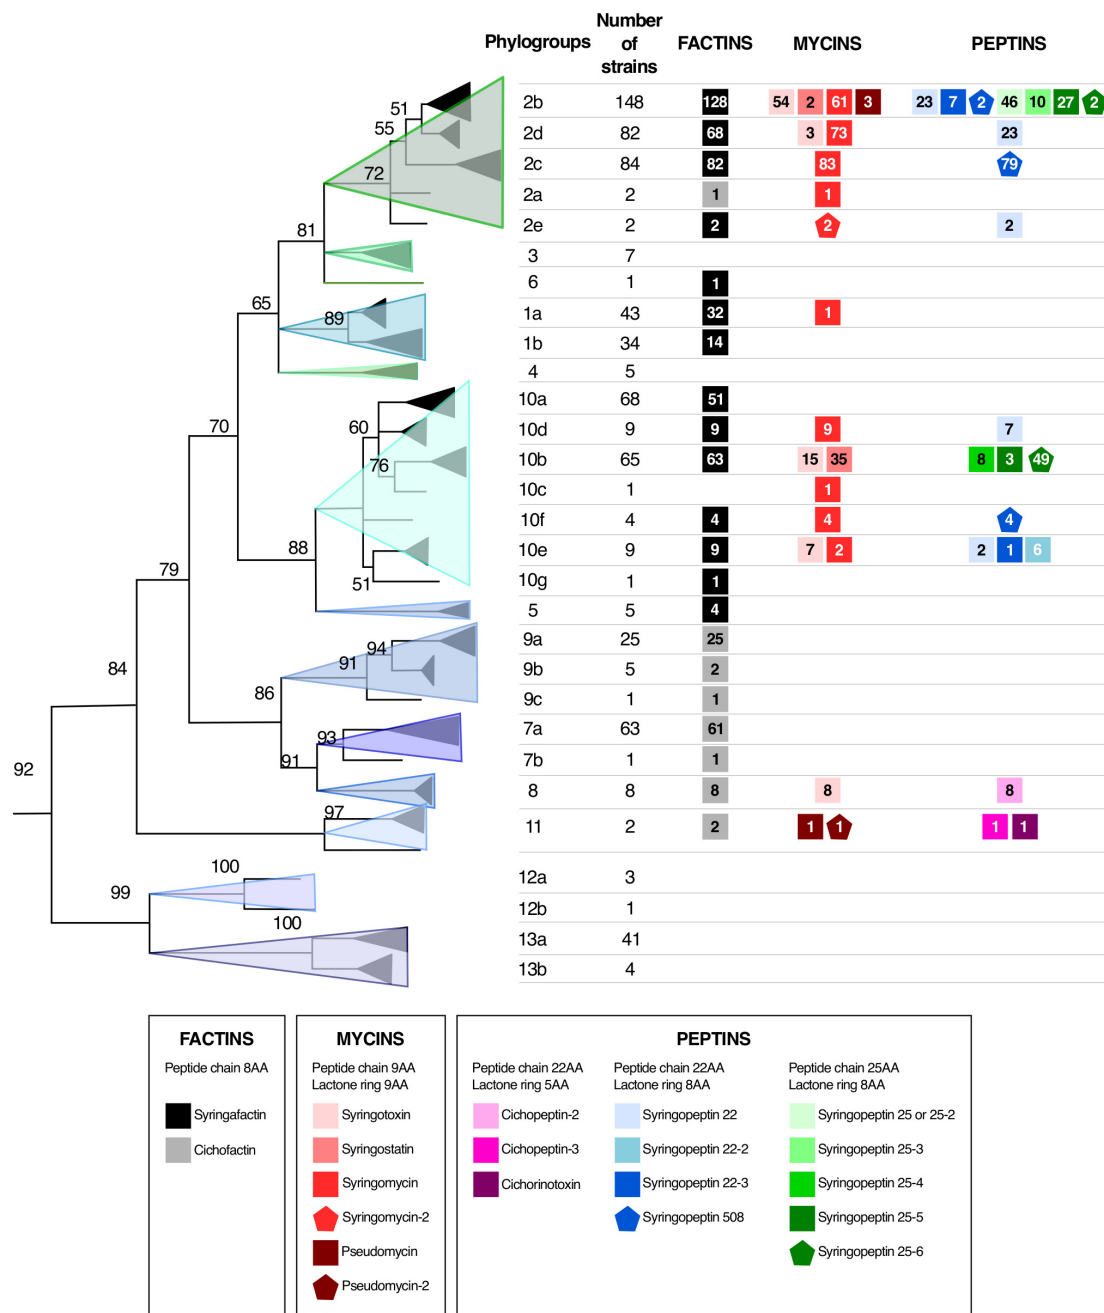 Phylogroups Number of strains FACTINS MYCINS PEPTINS
2b 148 128 54 2 61 3 23 7 2 46 10 27 2
2d 82 68 3 73 23
2c 84 82 83 79
2a 2 1 1
2e 2 2 2 2
3 7
6 1 1
1a 43 32 1
1b 34 14
4 5
10a 68 51
10d 9 9 9 7
10b 65 63 15 35 8 3 49
10c 1 1
10f 4 4 4 4
10e 9 9 7 2 2 1 6
10g 1 1
5 5 4
9a 25 25
9b 5 2
9c 1 1
7a 63 61
7b 1 1
8 8 8 8 8
11 2 2 1 1 1 1
12a 3
12b 1
13a 41
13b 4
51
55
72
81
65
89
70
60
76
88
51
79
94
91
84
86
93
91
92
97
100
99
100
FACTINS
Peptide chain 8AA
Syringafactin
Cichofactin
MYCINS
Peptide chain 9AA
Lactone ring 9AA
Syringotoxin
Syringostatin
Syringomycin
Syringomycin-2
Pseudomycin
Pseudomycin-2
PEPTINS
Peptide chain 22AA
Lactone ring 5AA
Cichopeptin-2
Cichopeptin-3
Cichorinotoxin
Peptide chain 22AA
Lactone ring 8AA
Syringopeptin 22
Syringopeptin 22-2
Syringopeptin 22-3
Syringopeptin 508
Peptide chain 25AA
Lactone ring 8AA
Syringopeptin 25 or 25-2
Syringopeptin 25-3
Syringopeptin 25-4
Syringopeptin 25-5
Syringopeptin 25-6